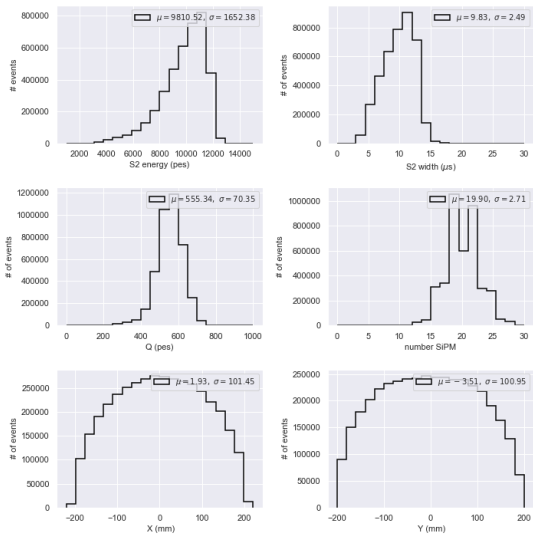 μ = 9810.52, σ = 1652.38
800000
600000
400000
200000
0
# of events
2000 4000 6000 8000 10000 12000 14000
S2 energy (pes)
μ = 9.83, σ = 2.49
800000
600000
400000
200000
0
# of events
0 5 10 15 20 25 30
S2 width (μs)
μ = 555.34, σ = 70.35
1200000
1000000
800000
600000
400000
200000
0
# of events
0 200 400 600 800 1000
Q (pes)
μ = 19.90, σ = 2.71
1000000
800000
600000
400000
200000
0
# of events
0 5 10 15 20 25 30
number SiPM
μ = 1.93, σ = 101.45
250000
200000
150000
100000
50000
0
# of events
−200 −100 0 100 200
X (mm)
μ = −3.51, σ = 100.95
250000
200000
150000
100000
50000
0
# of events
−200 −100 0 100 200
Y (mm)